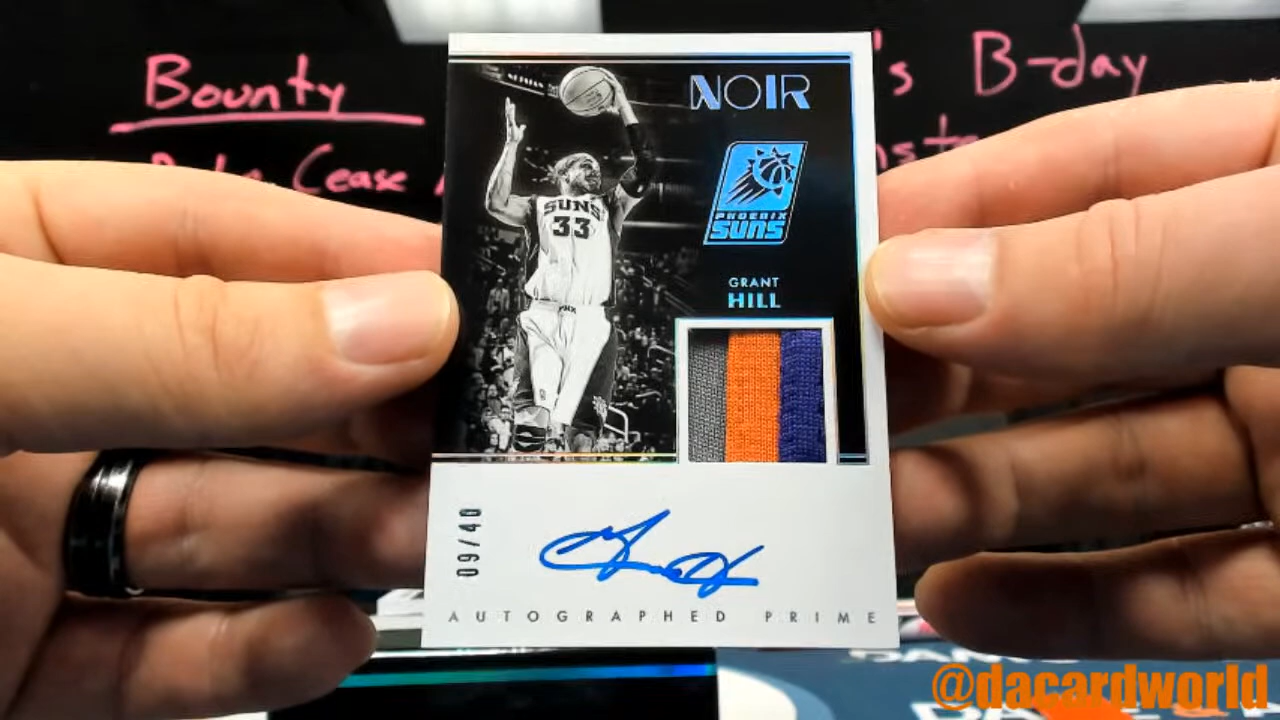 Bounty
's B-day
Cease
NOIR
PHOENIX
SUNS
SUNS
33
GRANT
HILL
09/40
AUTOGRAPHED PRIME
@dacardworld